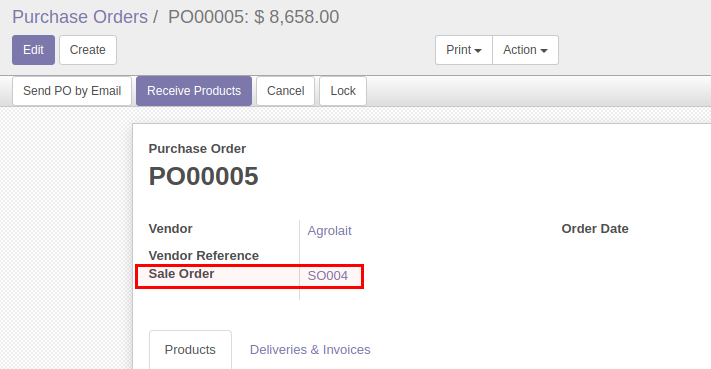 Purchase Orders / PO00005: $ 8,658.00
Edit Create Print Action
Send PO by Email Receive Products Cancel Lock
Purchase Order
PO00005
Vendor Agrolait Order Date
Vendor Reference
Sale Order SO004
Products Deliveries & Invoices